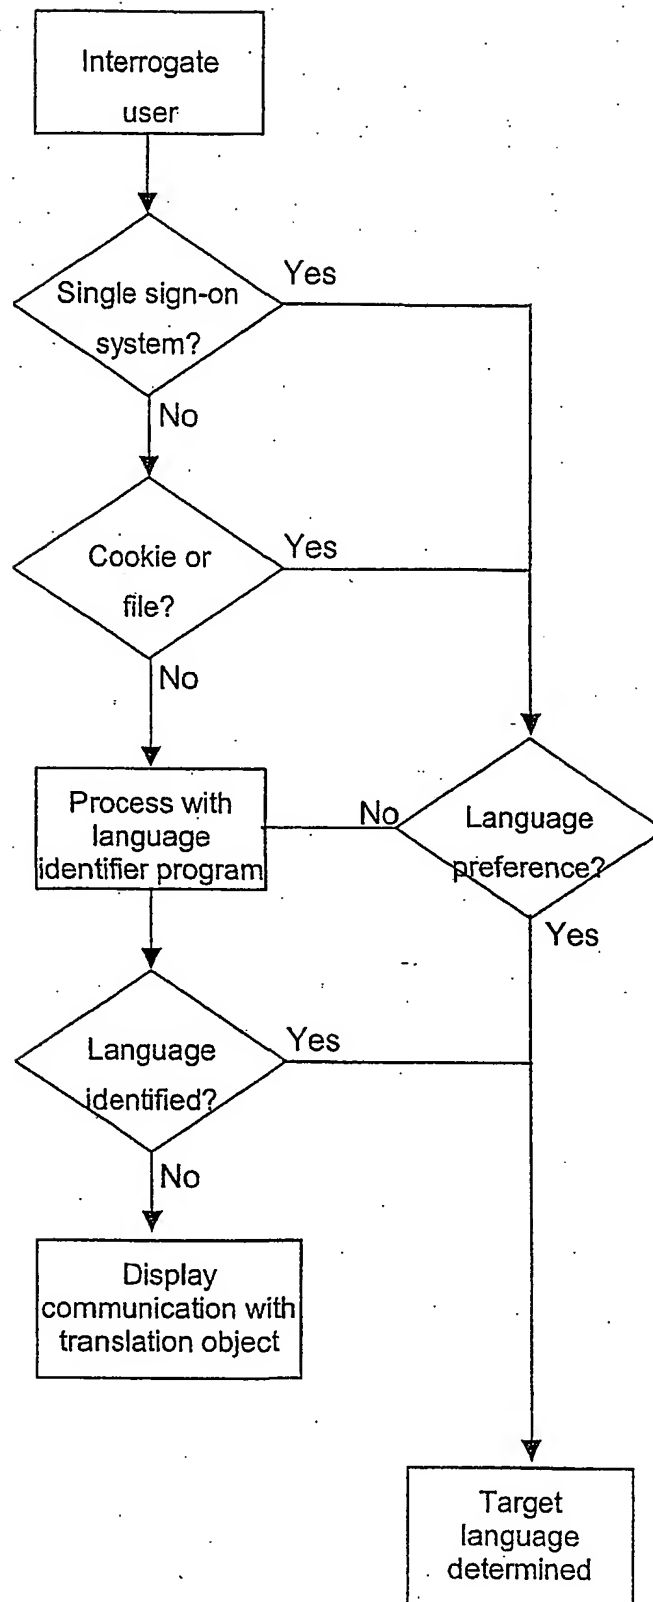 Interrogate
user
Yes
Single sign-on
system?
No
Yes
Cookie or
file?
No
Process with
language
identifier program
No
Language
preference?
Yes
Yes
Language
identified?
No
Display
communication with
translation object
Target
language
determined